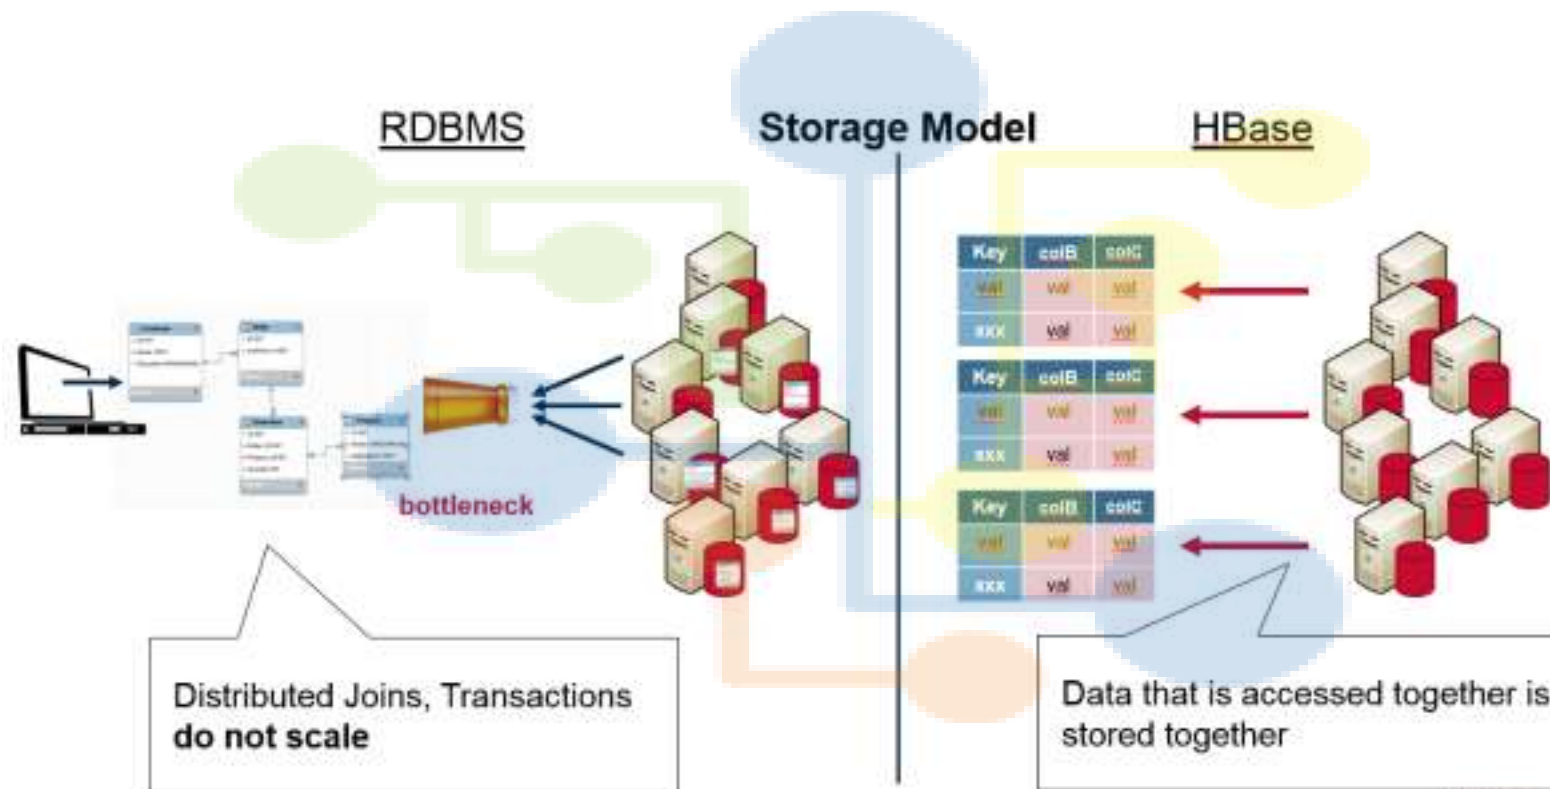 RDBMS
Storage Model
HBase
bottleneck
Key colB colC
val val val
xxx val val
Key colB colC
val val val
xxx val val
Key colB colC
val val val
xxx val val
Distributed Joins, Transactions
do not scale
Data that is accessed together is
stored together